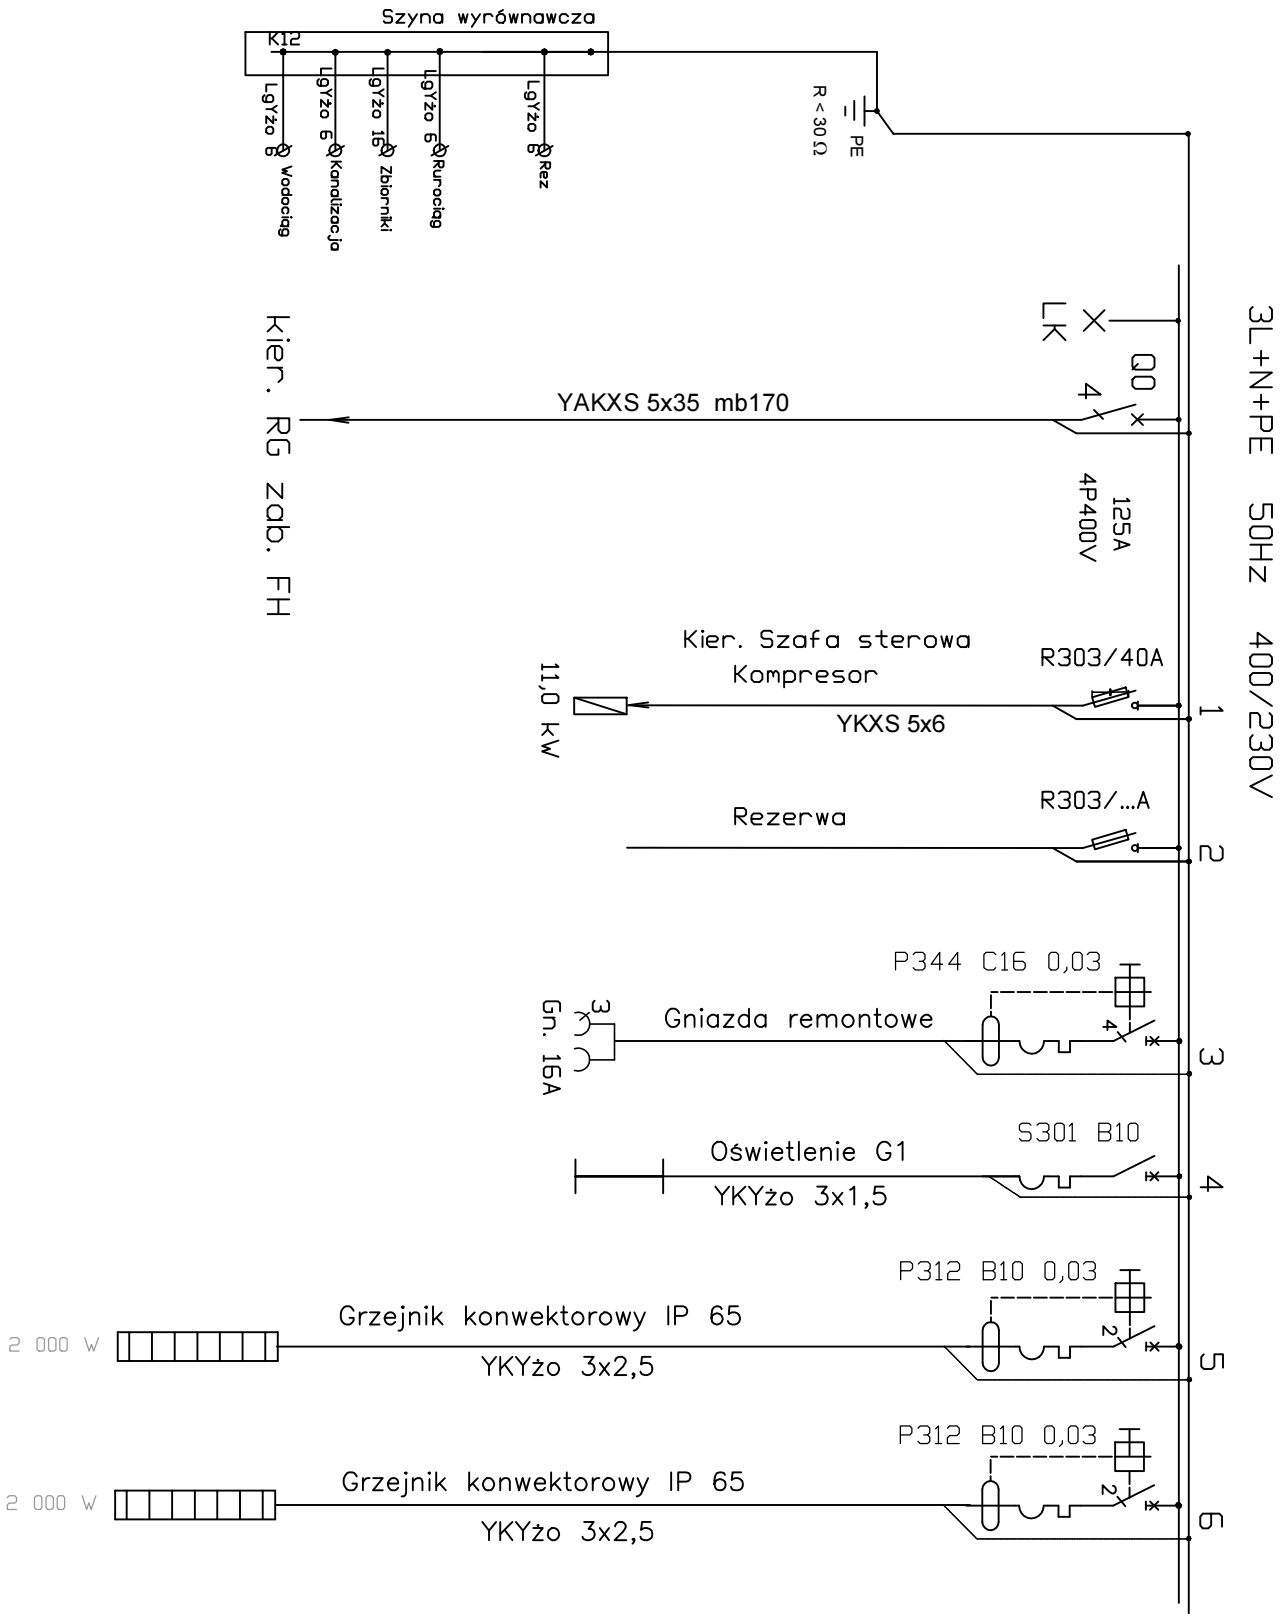 Szyna wyrównawcza
K12
LgYżo 6
LgYżo 6
LgYżo 16
LgYżo 6
LgYżo 6
Wodociąg
Kanalizacja
Zbiorniki
Rurociąg
Rez
R < 30 Ω
PE
3L+N+PE 50Hz 400/230V
LK
Q0
4
YAKXS 5x35 mb170
kier. RG zab. FH
125A
4P400V
Kier. Szafa sterowa
Kompresor
R303/40A
1
YKXS 5x6
11,0 kW
R303/...A
Rezerwa
2
P344 C16 0,03
4
Gniazda remontowe
3
Gn. 16A
3
S301 B10
Oświetlenie G1
YKYżo 3x1,5
4
P312 B10 0,03
2
Grzejnik konwektorowy IP 65
2 000 W
YKYżo 3x2,5
5
P312 B10 0,03
2
Grzejnik konwektorowy IP 65
2 000 W
YKYżo 3x2,5
6